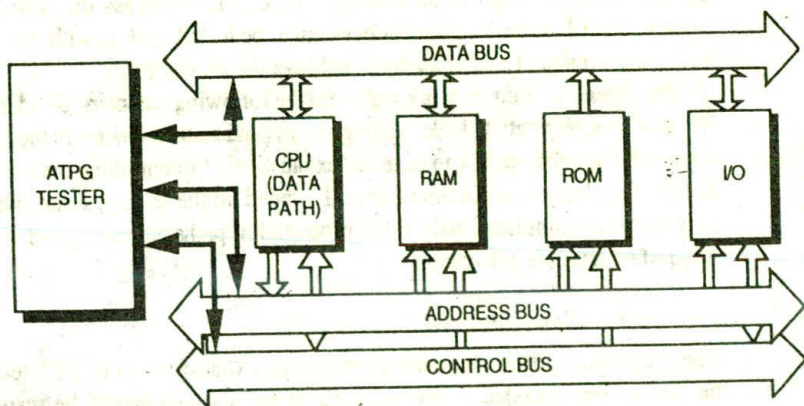 DATA BUS
ATPG
TESTER
CPU
(DATA
PATH)
RAM
ROM
I/O
ADDRESS BUS
CONTROL BUS